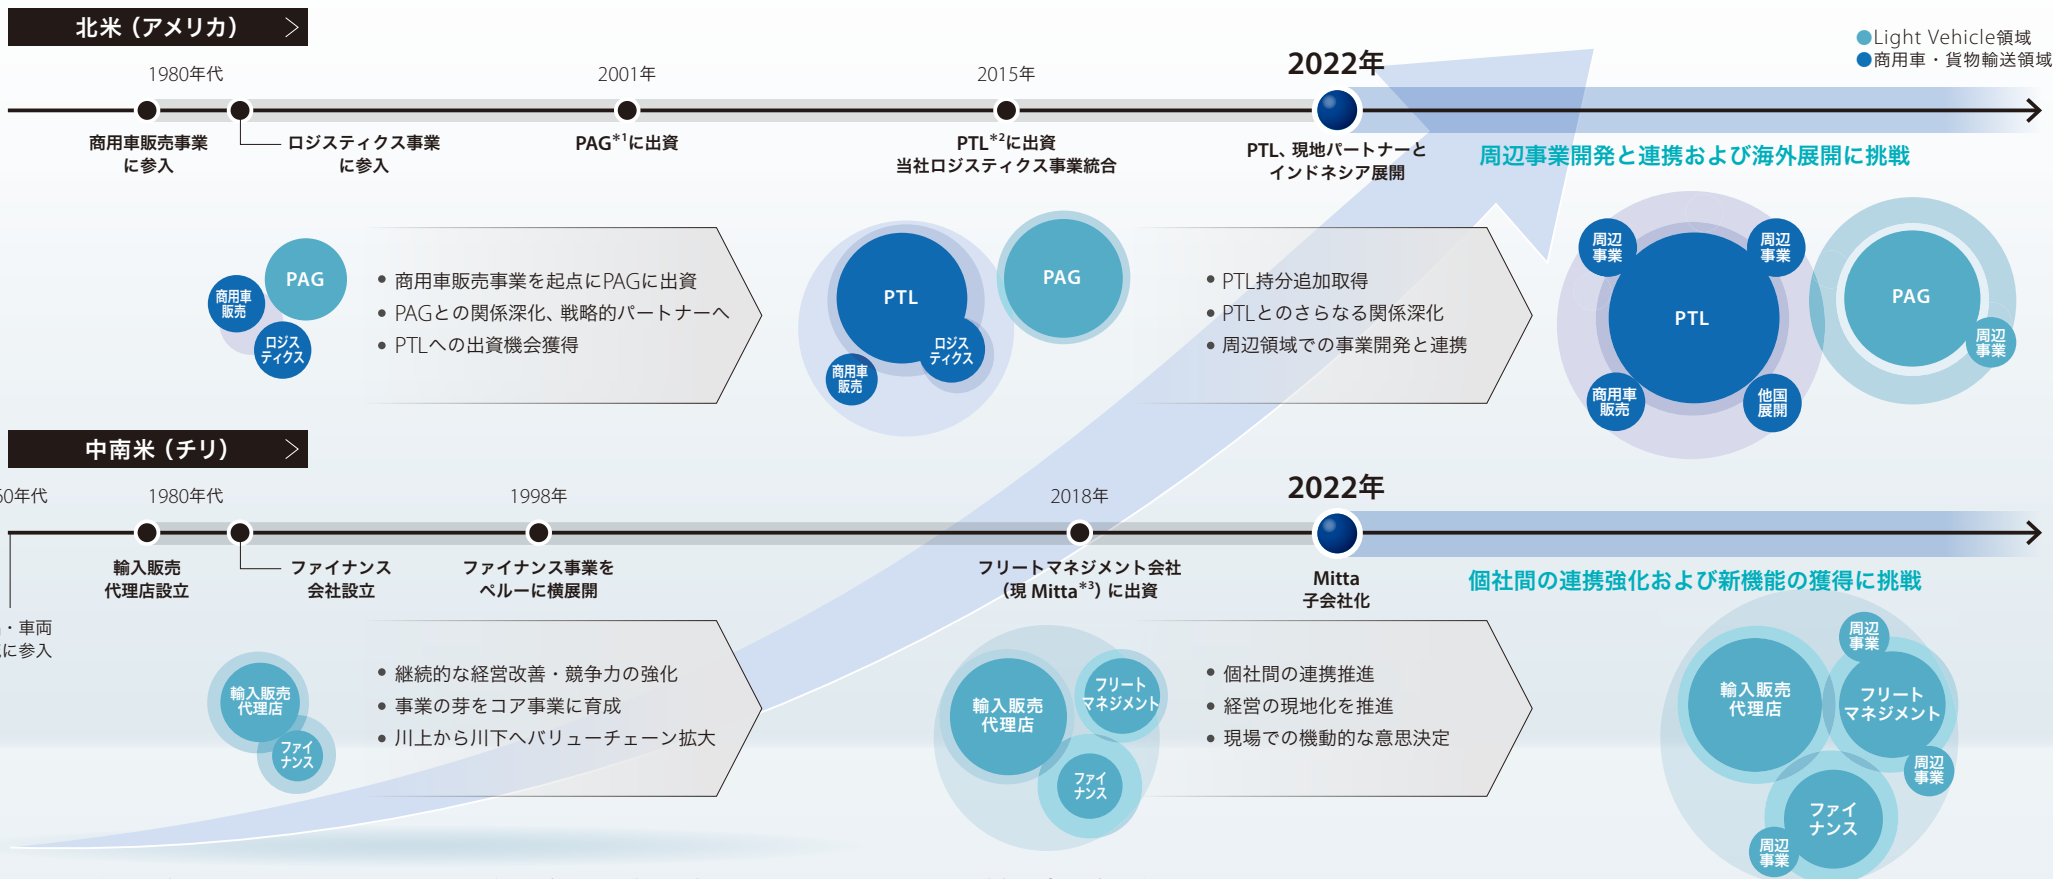 北米（アメリカ）
●Light Vehicle領域
●商用車・貨物輸送領域
1980年代
2001年
2015年
2022年
商用車販売事業
に参入
ロジスティクス事業
に参入
PAG*1に出資
PTL*2に出資
当社ロジスティクス事業統合
PTL、現地パートナーと
インドネシア展開
周辺事業開発と連携および海外展開に挑戦
PAG
商用車
販売
ロジス
ティクス
• 商用車販売事業を起点にPAGに出資
• PAGとの関係深化、戦略的パートナーへ
• PTLへの出資機会獲得
PTL
ロジス
ティクス
商用車
販売
PAG
• PTL持分追加取得
• PTLとのさらなる関係深化
• 周辺領域での事業開発と連携
周辺
事業
周辺
事業
PTL
商用車
販売
他国
展開
PAG
周辺
事業
中南米（チリ）
60年代
1980年代
1998年
2018年
2022年
・車両
に参入
輸入販売
代理店設立
ファイナンス
会社設立
ファイナンス事業を
ペルーに横展開
フリートマネジメント会社
（現 Mitta*3）に出資
Mitta
子会社化
個社間の連携強化および新機能の獲得に挑戦
輸入販売
代理店
ファイ
ナンス
• 継続的な経営改善・競争力の強化
• 事業の芽をコア事業に育成
• 川上から川下へバリューチェーン拡大
輸入販売
代理店
フリート
マネジメント
ファイ
ナンス
• 個社間の連携推進
• 経営の現地化を推進
• 現場での機動的な意思決定
周辺
事業
輸入販売
代理店
フリート
マネジメント
周辺
事業
ファイ
ナンス
周辺
事業